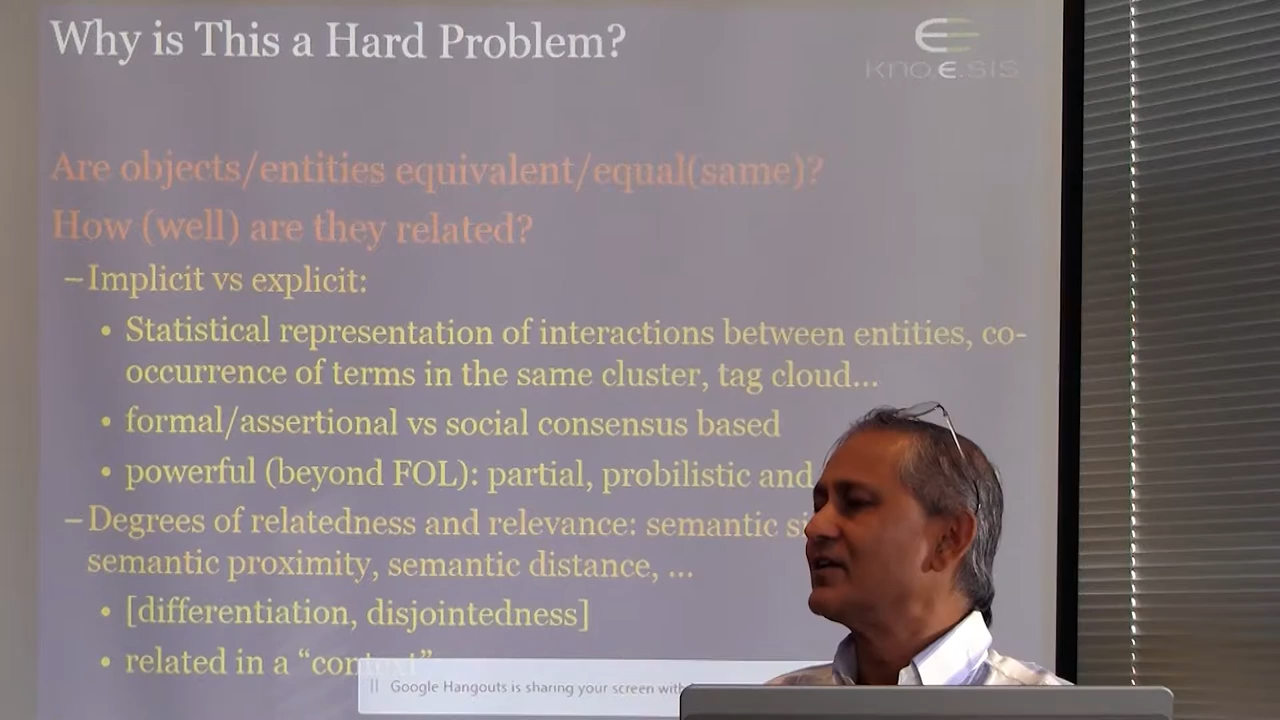 Why is This a Hard Problem?
kno.e.sis
Are objects/entities equivalent/equal(same)?
How (well) are they related?
– Implicit vs explicit:
• Statistical representation of interactions between entities, co-
occurrence of terms in the same cluster, tag cloud...
• formal/assertional vs social consensus based
• powerful (beyond FOL): partial, probilistic and
– Degrees of relatedness and relevance: semantic
semantic proximity, semantic distance, ...
• [differentiation, disjointedness]
• related in a “context”
Google Hangouts is sharing your screen with